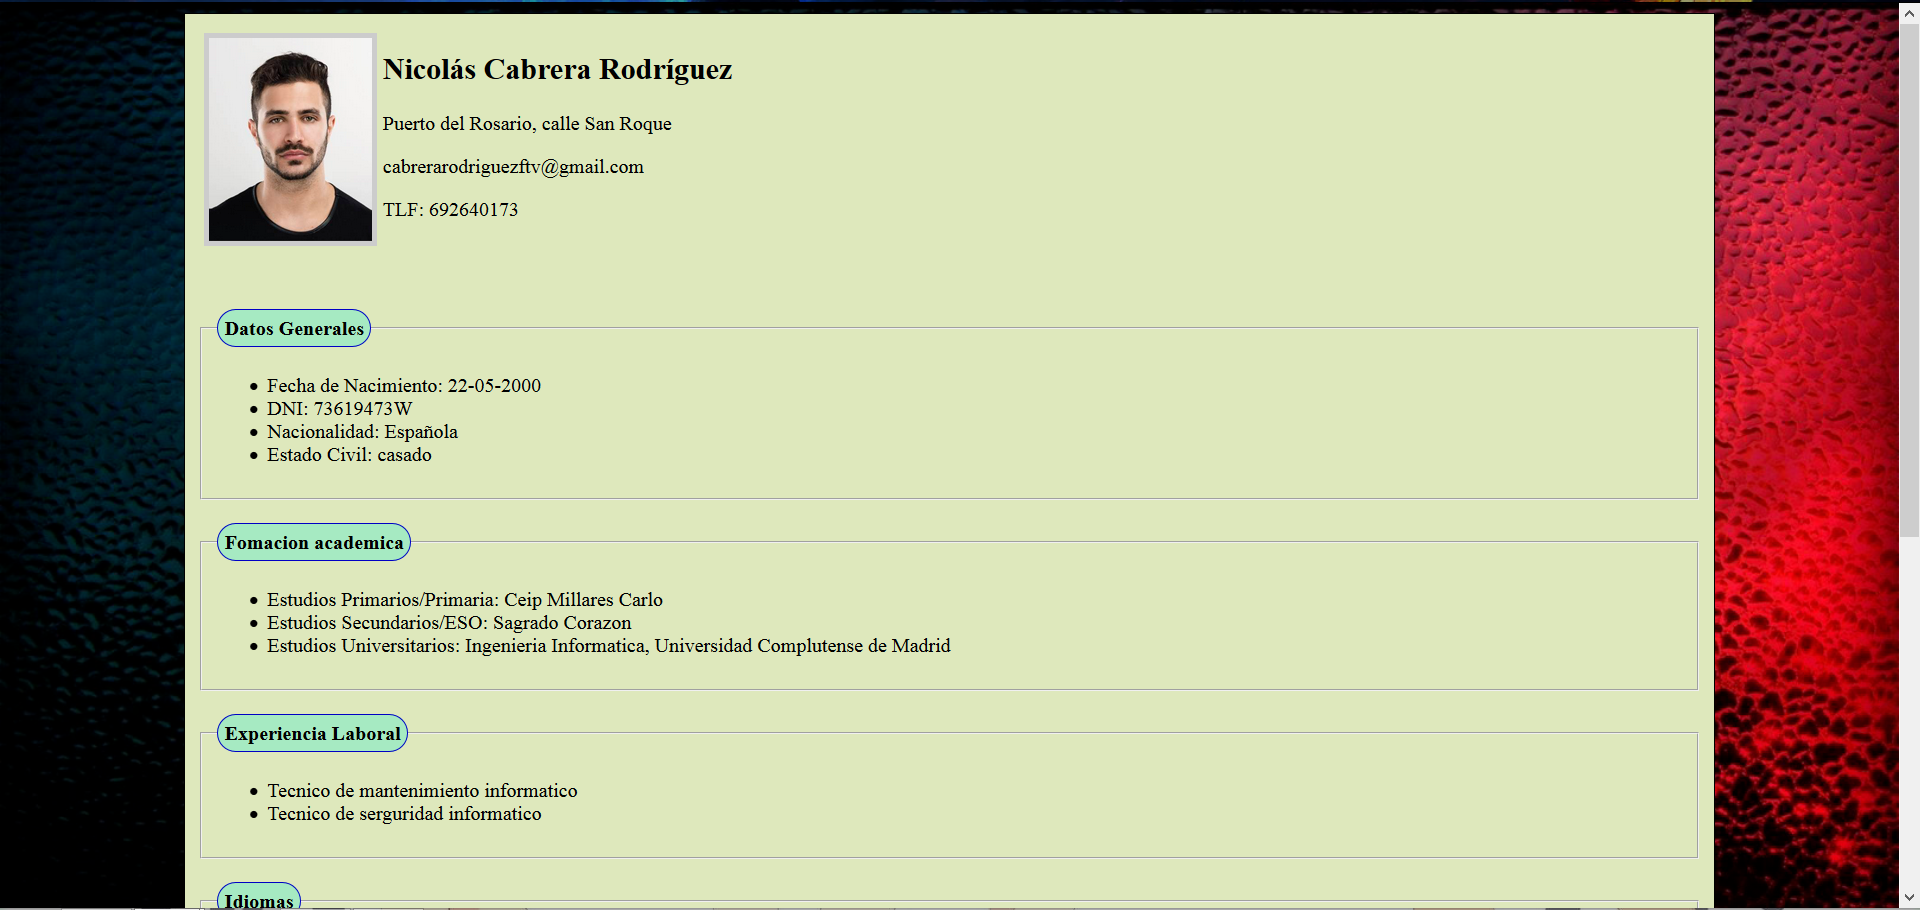 Nicolás Cabrera Rodríguez
Puerto del Rosario, calle San Roque
cabrerarodriguezftv@gmail.com
TLF: 692640173
Datos Generales
Fecha de Nacimiento: 22-05-2000
DNI: 73619473W
Nacionalidad: Española
Estado Civil: casado
Fomacion academica
Estudios Primarios/Primaria: Ceip Millares Carlo
Estudios Secundarios/ESO: Sagrado Corazon
Estudios Universitarios: Ingenieria Informatica, Universidad Complutense de Madrid
Experiencia Laboral
Tecnico de mantenimiento informatico
Tecnico de serguridad informatico
Idiomas